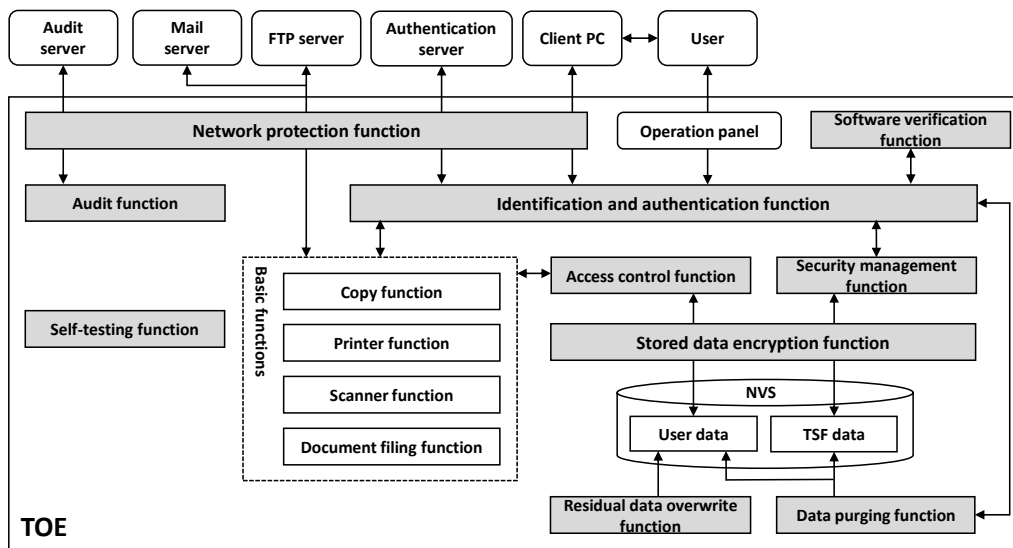 Audit
server
Mail
server
FTP server
Authentication
server
Client PC
User
Network protection function
Operation panel
Software verification
function
Audit function
Identification and authentication function
Basic functions
Copy function
Printer function
Scanner function
Document filing function
Access control function
Security management
function
Self-testing function
Stored data encryption function
NVS
User data
TSF data
Residual data overwrite
function
Data purging function
TOE